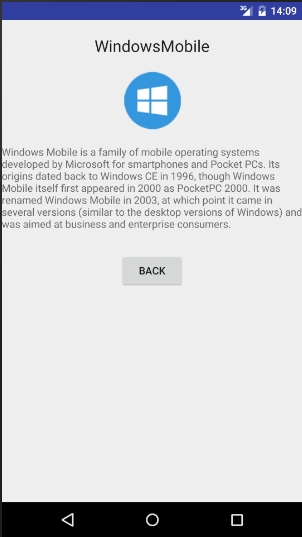 3G 14:09
WindowsMobile
Windows Mobile is a family of mobile operating systems
developed by Microsoft for smartphones and Pocket PCs. Its
origins dated back to Windows CE in 1996, though Windows
Mobile itself first appeared in 2000 as PocketPC 2000. It was
renamed Windows Mobile in 2003, at which point it came in
several versions (similar to the desktop versions of Windows) and
was aimed at business and enterprise consumers.
BACK